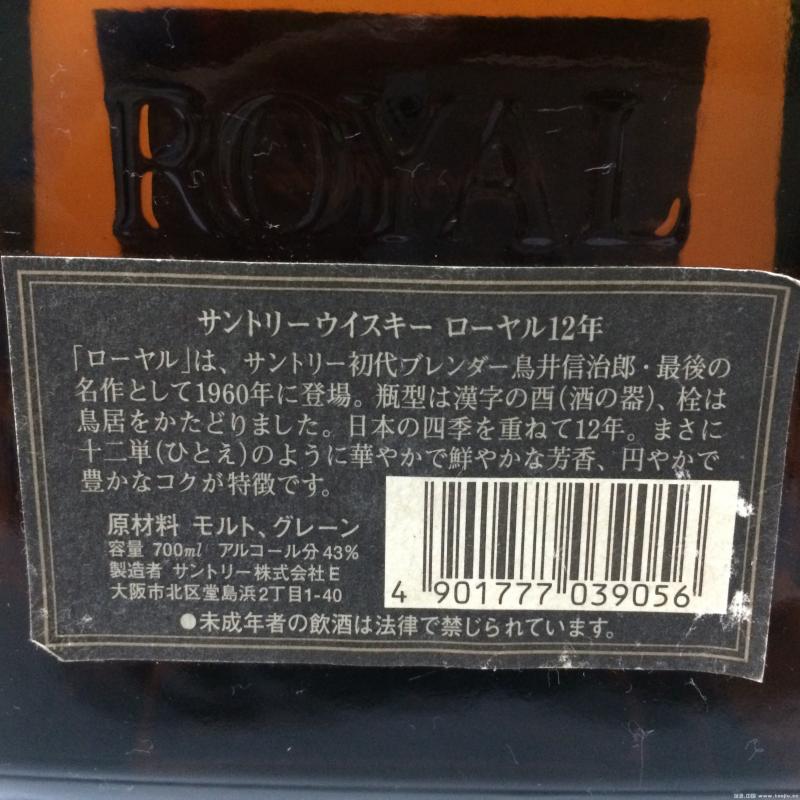 ROYAL
サントリーウイスキー ローヤル12年
「ローヤル」は、サントリー初代ブレンダー鳥井信治郎・最後の
名作として1960年に登場。瓶型は漢字の酉(酒の器)、栓は
鳥居をかたどりました。日本の四季を重ねて12年。まさに
十二単(ひとえ)のように華やかで鮮やかな芳香、円やかで
豊かなコクが特徴です。
原材料 モルト、グレーン
容量 700ml アルコール分43%
製造者 サントリー株式会社E
大阪市北区堂島浜2丁目1-40
4 901777 039056
●未成年者の飲酒は法律で禁じられています。